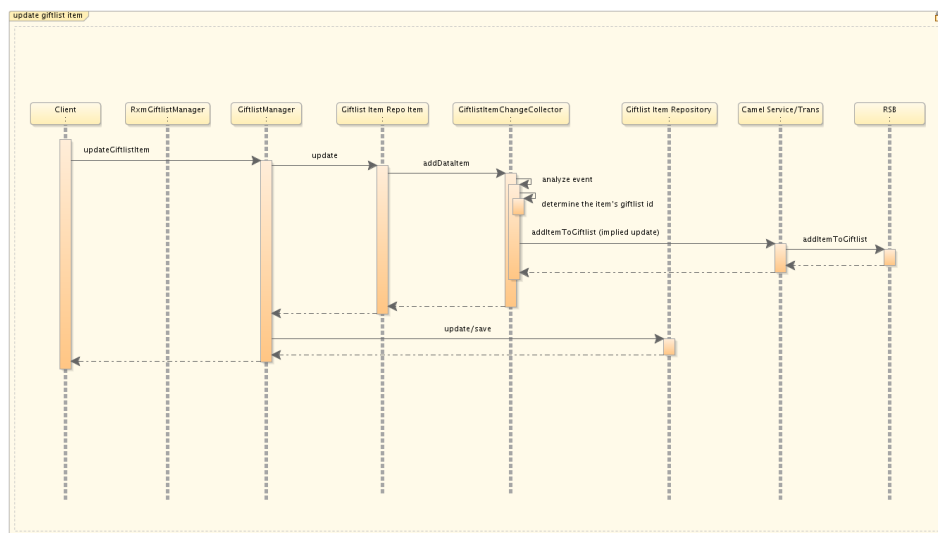 update giftlist item
Client
RxmGiftlistManager
GiftlistManager
Giftlist Item Repo Item
GiftlistItemChangeCollector
Giftlist Item Repository
Camel Service/Trans
RSB
updateGiftlistItem
update
addDataItem
analyze event
determine the item's giftlist id
addItemToGiftlist (implied update)
addItemToGiftlist
update/save